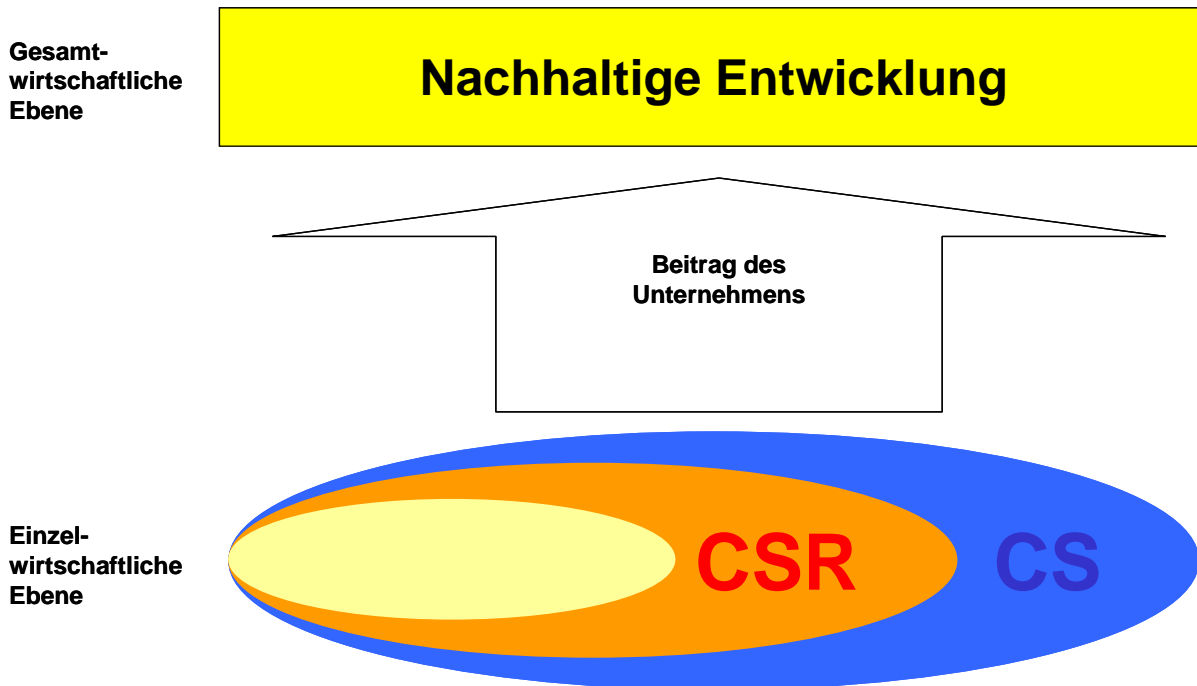 Nachhaltige Entwicklung
Gesamt-
wirtschaftliche
Ebene
Beitrag des
Unternehmens
Einzel-
wirtschaftliche
Ebene
CSR
CS